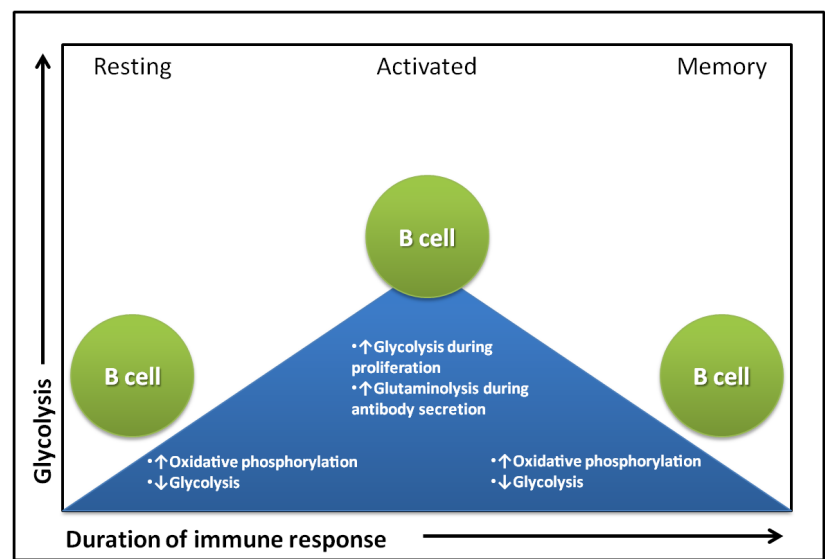 Resting
Activated
Memory
B cell
B cell
B cell
•↑Glycolysis during
proliferation
•↑Glutaminolysis during
antibody secretion
•↑Oxidative phosphorylation
•↓Glycolysis
•↑Oxidative phosphorylation
•↓Glycolysis
Glycolysis
Duration of immune response